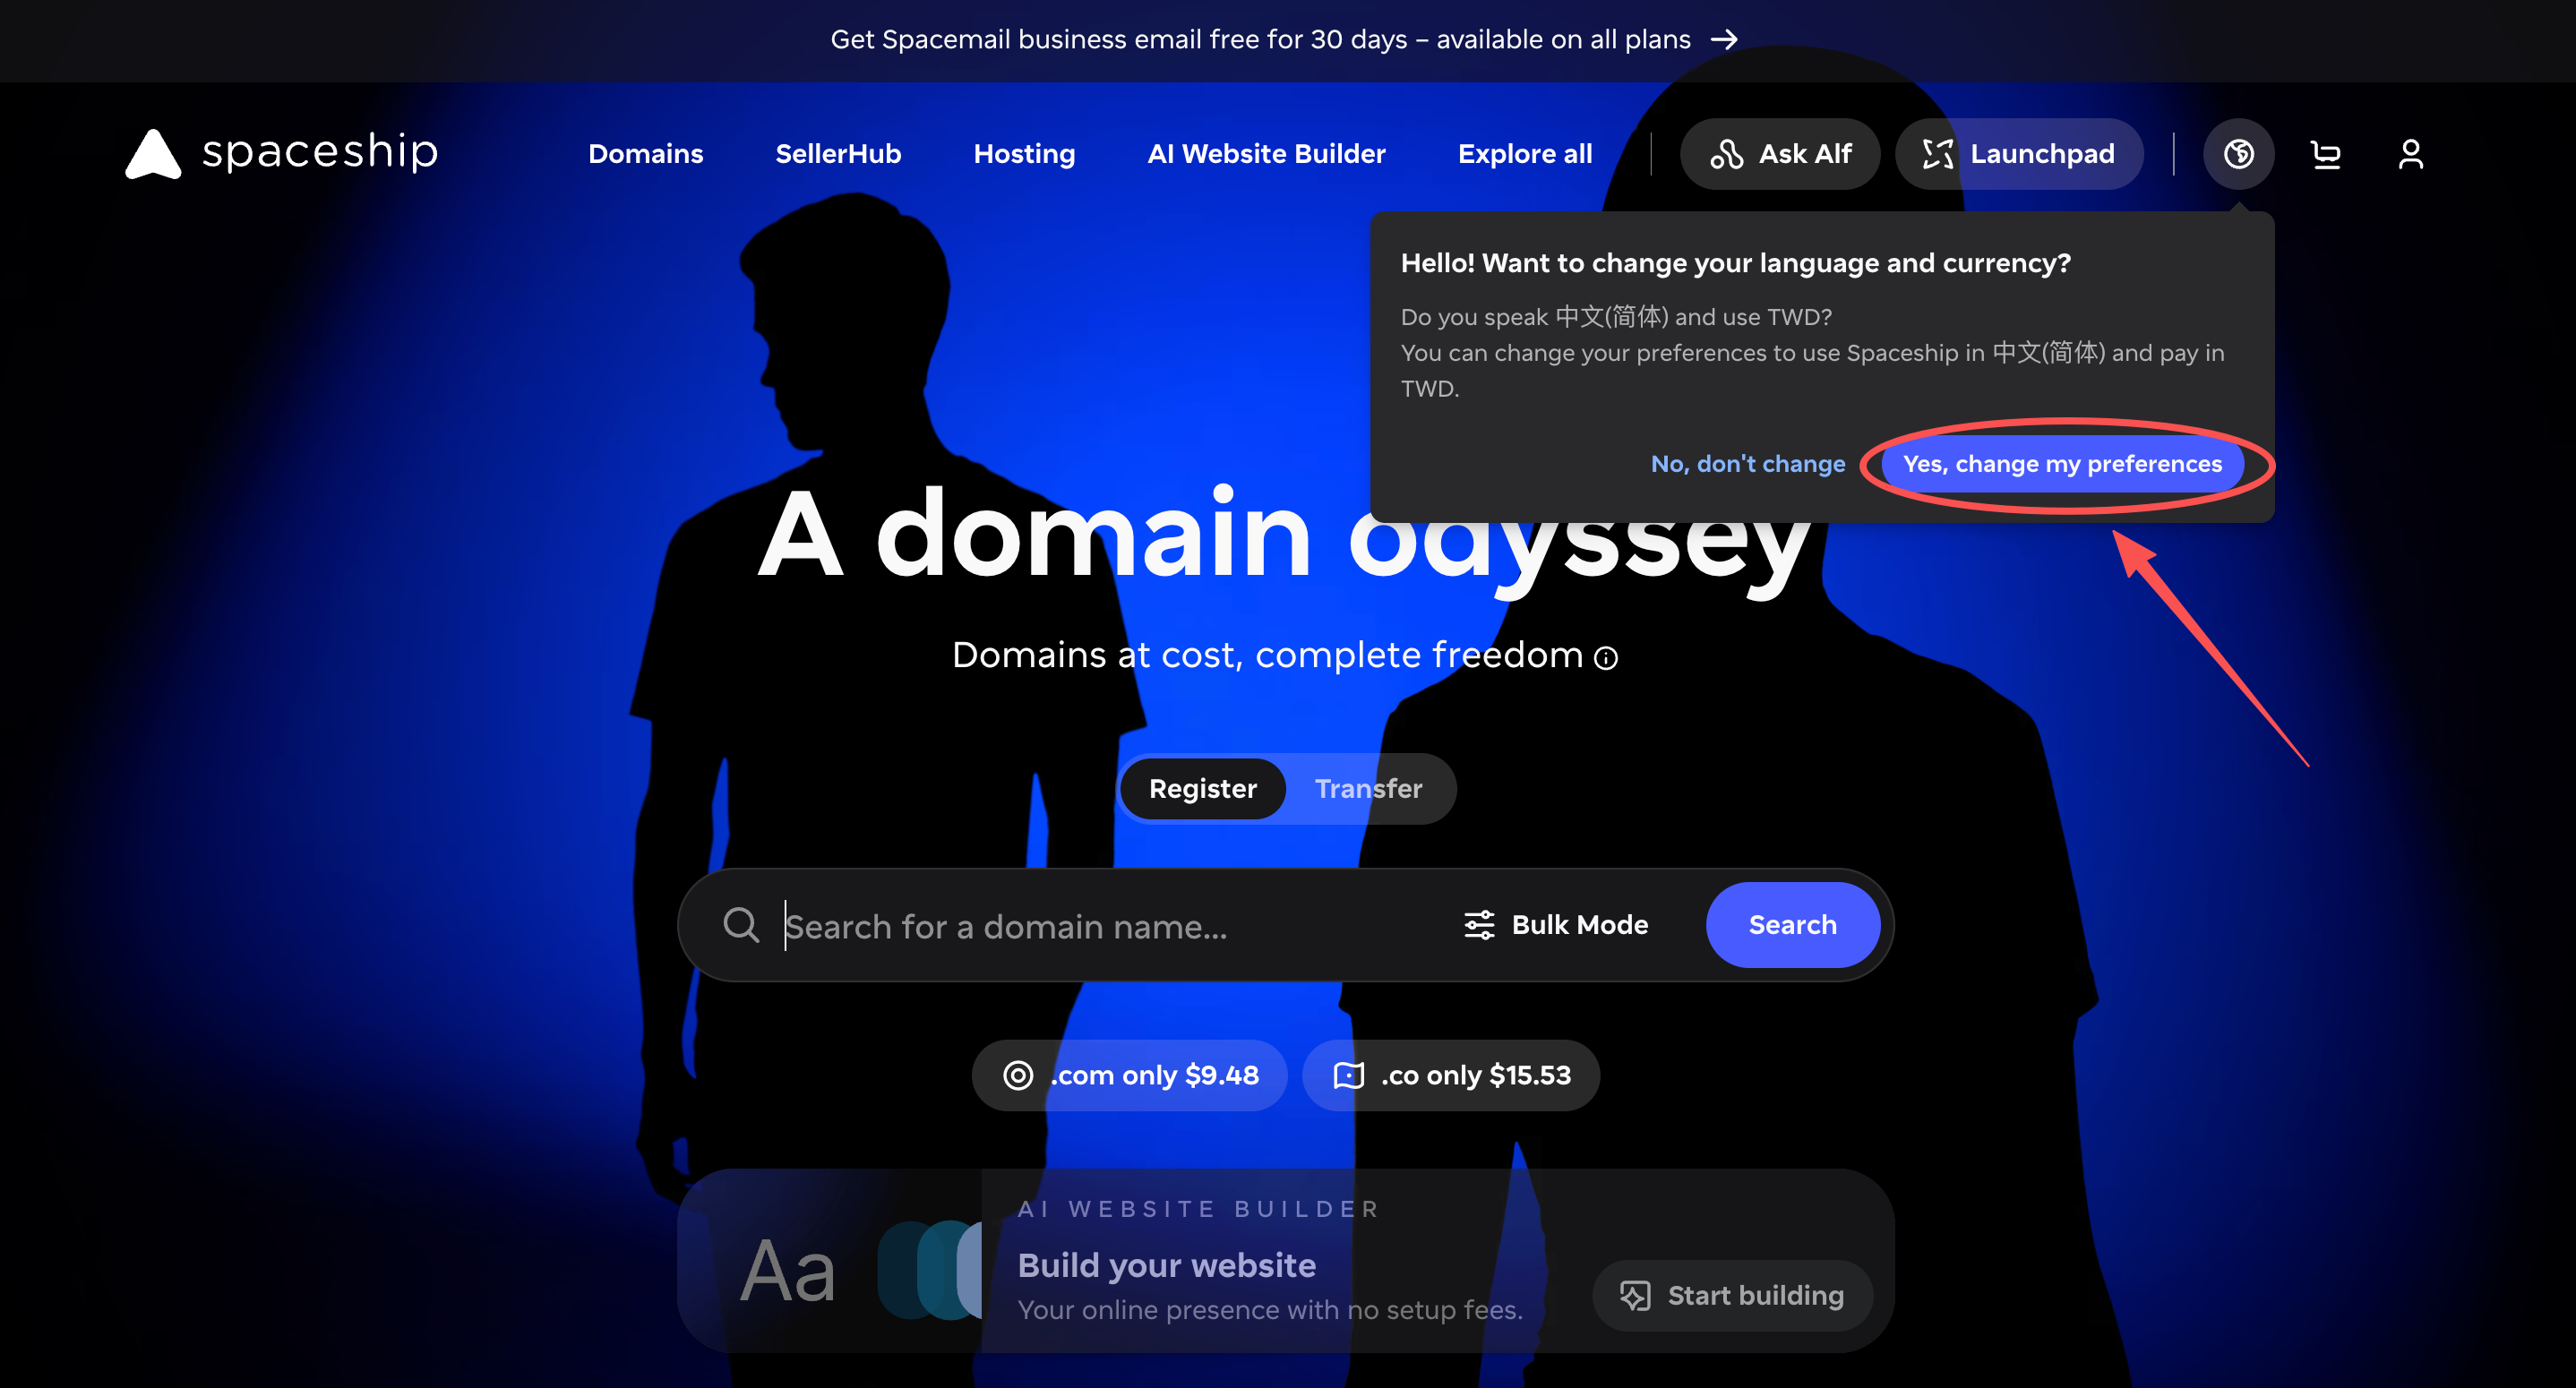 Get Spacemail business email free for 30 days – available on all plans →
spaceship
Domains
SellerHub
Hosting
AI Website Builder
Explore all
Ask Alf
Launchpad
Hello! Want to change your language and currency?
Do you speak 中文(简体) and use TWD?
You can change your preferences to use Spaceship in 中文(简体) and pay in
TWD.
No, don't change
Yes, change my preferences
A domain odyssey
Domains at cost, complete freedom
Register
Transfer
Search for a domain name...
Bulk Mode
Search
.com only $9.48
.co only $15.53
Aa
AI WEBSITE BUILDER
Build your website
Your online presence with no setup fees.
Start building